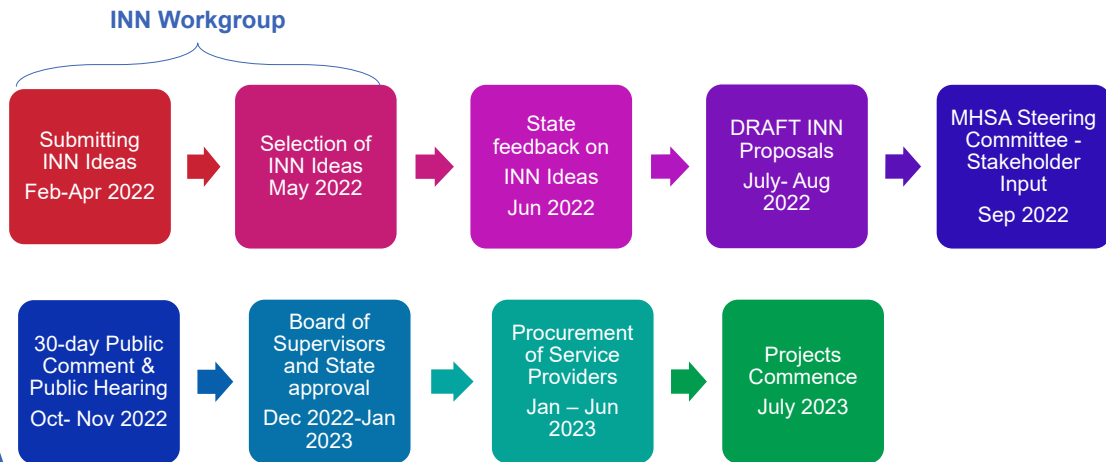 INN Workgroup
Submitting
INN Ideas
Feb-Apr 2022
Selection of
INN Ideas
May 2022
State
feedback on
INN Ideas
Jun 2022
DRAFT INN
Proposals
July- Aug
2022
MHSA Steering
Committee -
Stakeholder
Input
Sep 2022
30-day Public
Comment &
Public Hearing
Oct- Nov 2022
Board of
Supervisors
and State
approval
Dec 2022-Jan
2023
Procurement
of Service
Providers
Jan – Jun
2023
Projects
Commence
July 2023